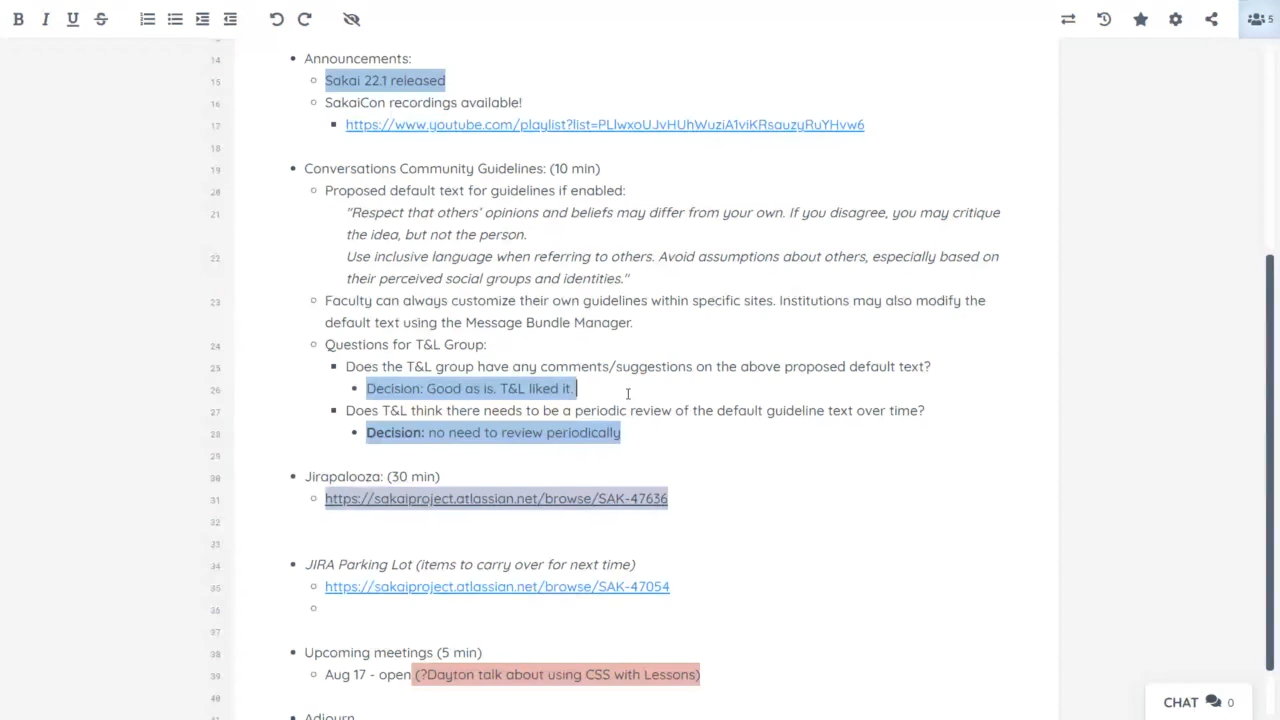 5
14 Announcements:
15 Sakai 22.1 released
16 SakaiCon recordings available!
17 https://www.youtube.com/playlist?list=PLlwxoUJvHUhWuziA1viKRsauzyRuYHvw6
18
19 Conversations Community Guidelines: (10 min)
20 Proposed default text for guidelines if enabled:
21 "Respect that others' opinions and beliefs may differ from your own. If you disagree, you may critique
the idea, but not the person.
22 Use inclusive language when referring to others. Avoid assumptions about others, especially based on
their perceived social groups and identities."
23 Faculty can always customize their own guidelines within specific sites. Institutions may also modify the
default text using the Message Bundle Manager.
24 Questions for T&L Group:
25 Does the T&L group have any comments/suggestions on the above proposed default text?
26 Decision: Good as is. T&L liked it.
27 Does T&L think there needs to be a periodic review of the default guideline text over time?
28 Decision: no need to review periodically
29
30 Jirapalooza: (30 min)
31 https://sakaiproject.atlassian.net/browse/SAK-47636
32
33
34 JIRA Parking Lot (items to carry over for next time)
35 https://sakaiproject.atlassian.net/browse/SAK-47054
36
37
38 Upcoming meetings (5 min)
39 Aug 17 - open (?Dayton talk about using CSS with Lessons)
40
Adjourn
CHAT 0